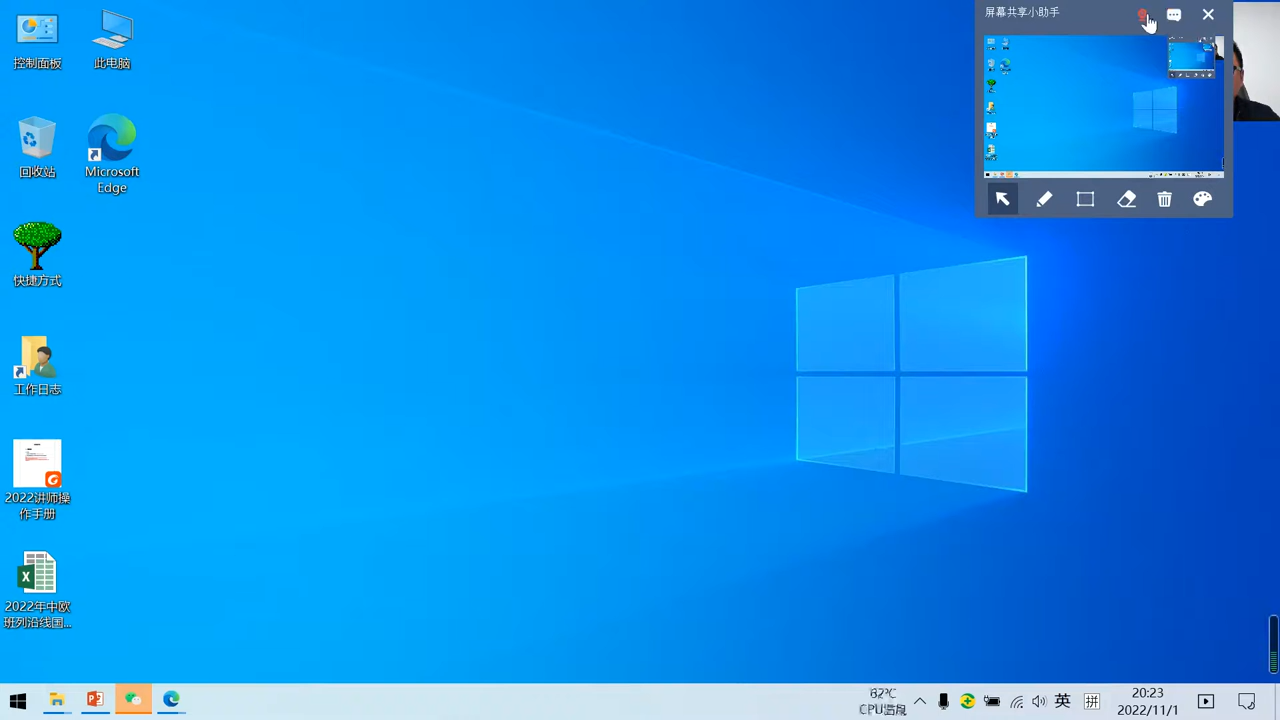 屏幕共享小助手
控制面板
此电脑
回收站
Microsoft
Edge
快捷方式
工作日志
2022讲师操
作手册
2022年中欧
班列沿线国...
62℃
CPU温度
英
拼
20:23
2022/11/1